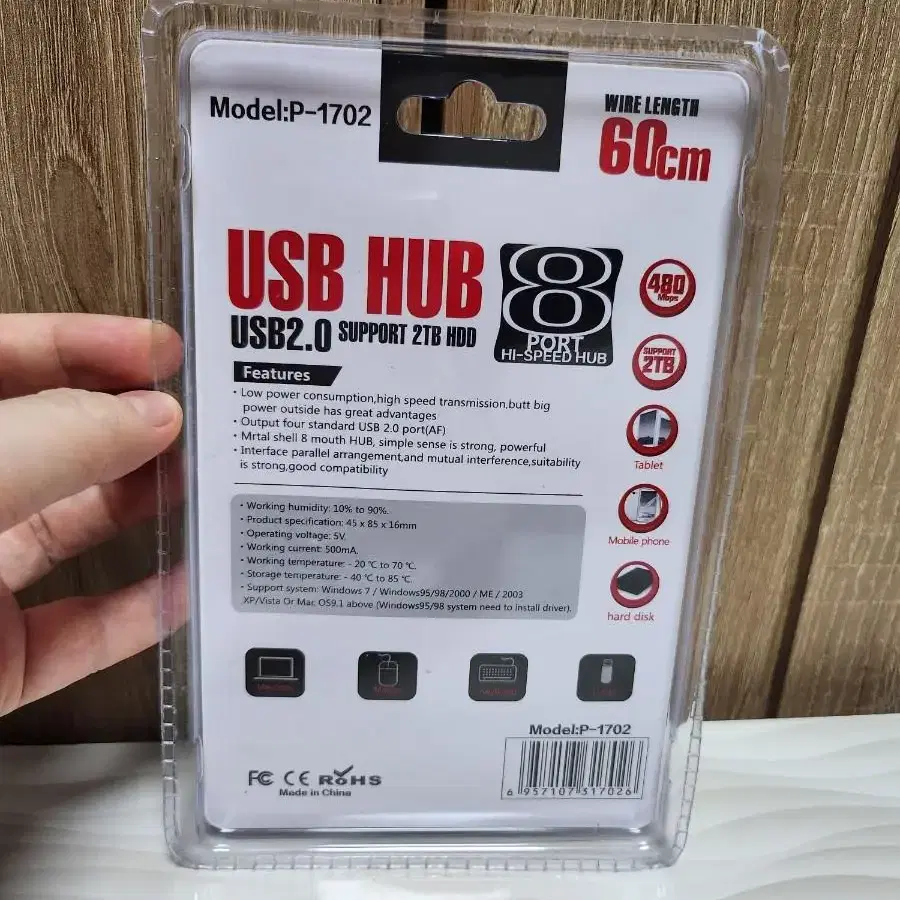 Model:P-1702
WIRE LENGTH
60cm
USB HUB
USB2.0 SUPPORT 2TB HDD
8
PORT
HI-SPEED HUB
480
Mbps
SUPPORT
2TB
Tablet
Mobile phone
hard disk
Features
· Low power consumption,high speed transmission,butt big
power outside has great advantages
· Output four standard USB 2.0 port(AF)
· Mrtal shell 8 mouth HUB, simple sense is strong, powerful
· Interface parallel arrangement,and mutual interference,suitability
is strong,good compatibility
· Working humidity: 10% to 90%.
· Product specification: 45 x 85 x 16mm
· Operating voltage: 5V.
· Working current: 500mA.
· Working temperature: - 20 ℃ to 70 ℃.
· Storage temperature: - 40 ℃ to 85 ℃.
· Support system: Windows 7 / Windows95/98/2000 / ME / 2003
XP/Vista Or Mac OS9.1 above (Windows95/98 system need to install driver).
FC CE ROHS
Made in China
Model:P-1702
6 957107 317026